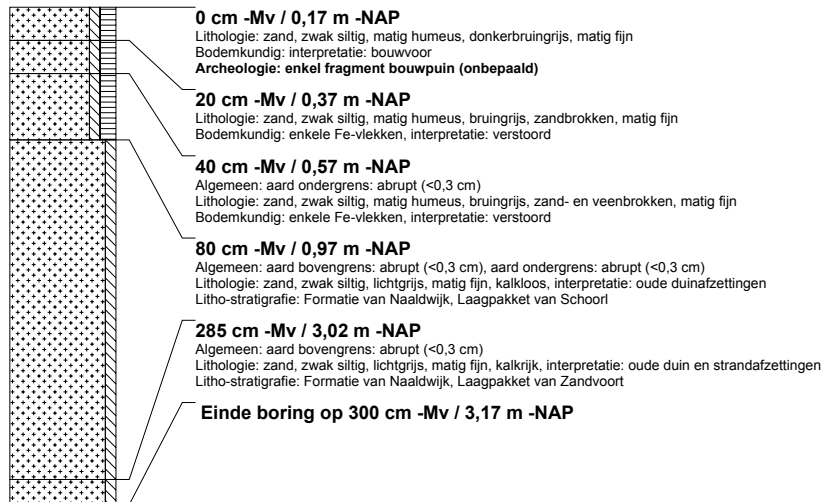 0 cm -Mv / 0,17 m -NAP
Lithologie: zand, zwak siltig, matig humeus, donkerbruingrijs, matig fijn
Bodemkundig: interpretatie: bouwvoor
Archeologie: enkel fragment bouwpuin (onbepaald)
20 cm -Mv / 0,37 m -NAP
Lithologie: zand, zwak siltig, matig humeus, bruingrijs, zandbrokken, matig fijn
Bodemkundig: enkele Fe-vlekken, interpretatie: verstoord
40 cm -Mv / 0,57 m -NAP
Algemeen: aard ondergrens: abrupt (<0,3 cm)
Lithologie: zand, zwak siltig, matig humeus, bruingrijs, zand- en veenbrokken, matig fijn
Bodemkundig: enkele Fe-vlekken, interpretatie: verstoord
80 cm -Mv / 0,97 m -NAP
Algemeen: aard bovengrens: abrupt (<0,3 cm), aard ondergrens: abrupt (<0,3 cm)
Lithologie: zand, zwak siltig, lichtgrijs, matig fijn, kalkloos, interpretatie: oude duinafzettingen
Litho-stratigrafie: Formatie van Naaldwijk, Laagpakket van Schoorl
285 cm -Mv / 3,02 m -NAP
Algemeen: aard bovengrens: abrupt (<0,3 cm)
Lithologie: zand, zwak siltig, lichtgrijs, matig fijn, kalkrijk, interpretatie: oude duin en strandafzettingen
Litho-stratigrafie: Formatie van Naaldwijk, Laagpakket van Zandvoort
Einde boring op 300 cm -Mv / 3,17 m -NAP